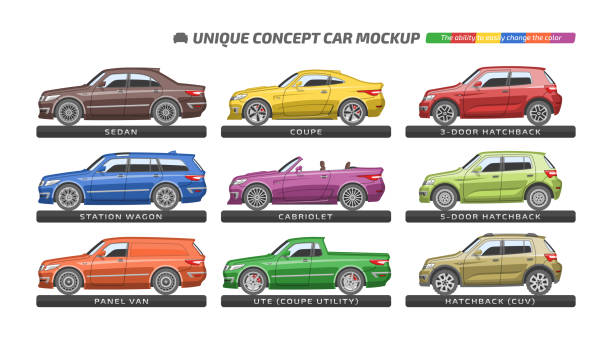 UNIQUE CONCEPT CAR MOCKUP
The ability to easily change the color
SEDAN
COUPE
3-DOOR HATCHBACK
STATION WAGON
CABRIOLET
5-DOOR HATCHBACK
PANEL VAN
UTE (COUPE UTILITY)
HATCHBACK (CUV)